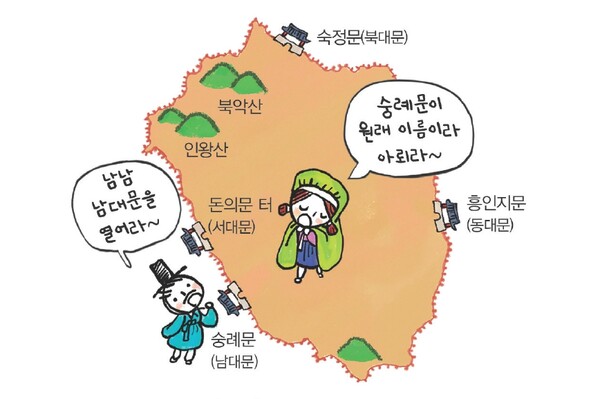 숙정문(북대문)
북악산
인왕산
숭례문이
원래 이름이라
아뢰라~
남남
남대문을
열어라~
돈의문 터
(서대문)
흥인지문
(동대문)
숭례문
(남대문)